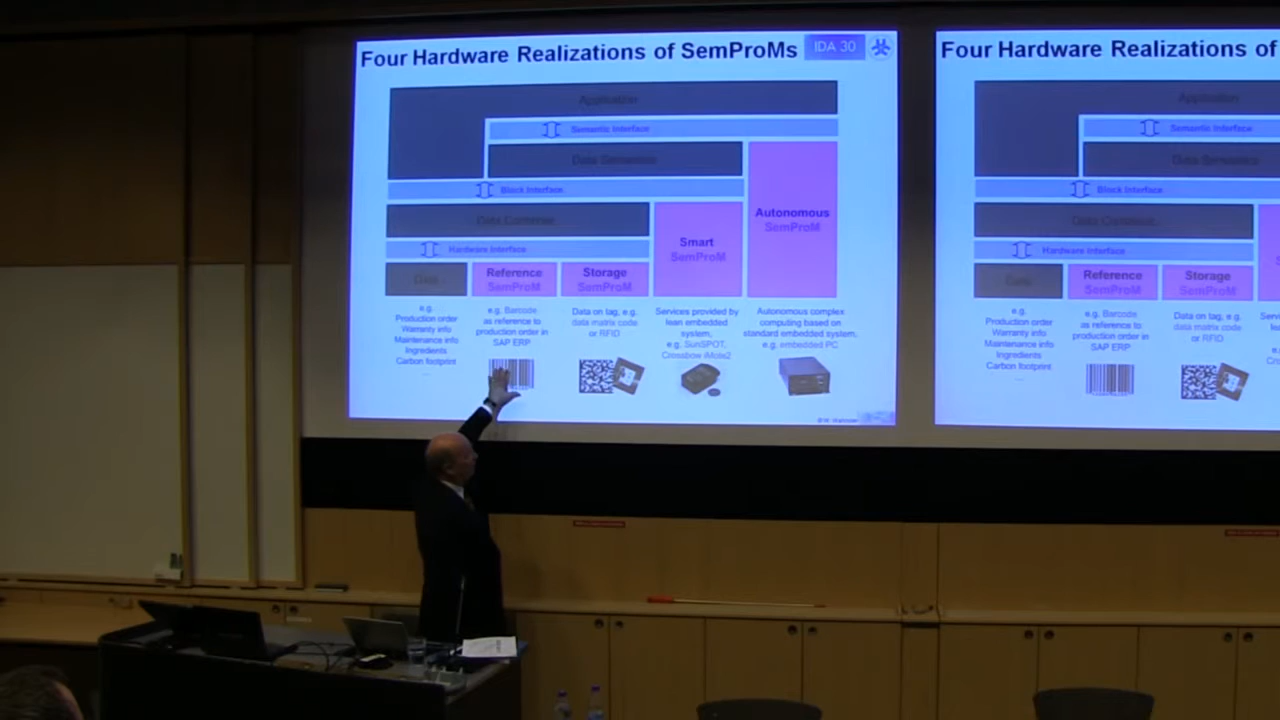 Four Hardware Realizations of SemProMs
IDA 30
Application
Semantic Interface
Data Semantics
Block Interface
Autonomous
SemProM
Data Container
Smart
SemProM
Hardware Interface
Data
Reference
SemProM
Storage
SemProM
e.g.
Production order
Warranty info
Maintenance info
Ingredients
Carbon footprint
...
e.g. Barcode
as reference to
production order in
SAP ERP
Data on tag, e.g.
data matrix code
or RFID
Services provided by
lean embedded
system,
e.g. SunSPOT,
Crossbow iMote2
Autonomous complex
computing based on
standard embedded system,
e.g. embedded PC
Four Hardware Realizations of
Application
Semantic Interface
Data Semantics
Block Interface
Data Container
Hardware Interface
Data
Reference
SemProM
Storage
SemProM
e.g.
Production order
Warranty info
Maintenance info
Ingredients
Carbon footprint
...
e.g. Barcode
as reference to
production order in
SAP ERP
Data on tag, e.g.
data matrix code
or RFID